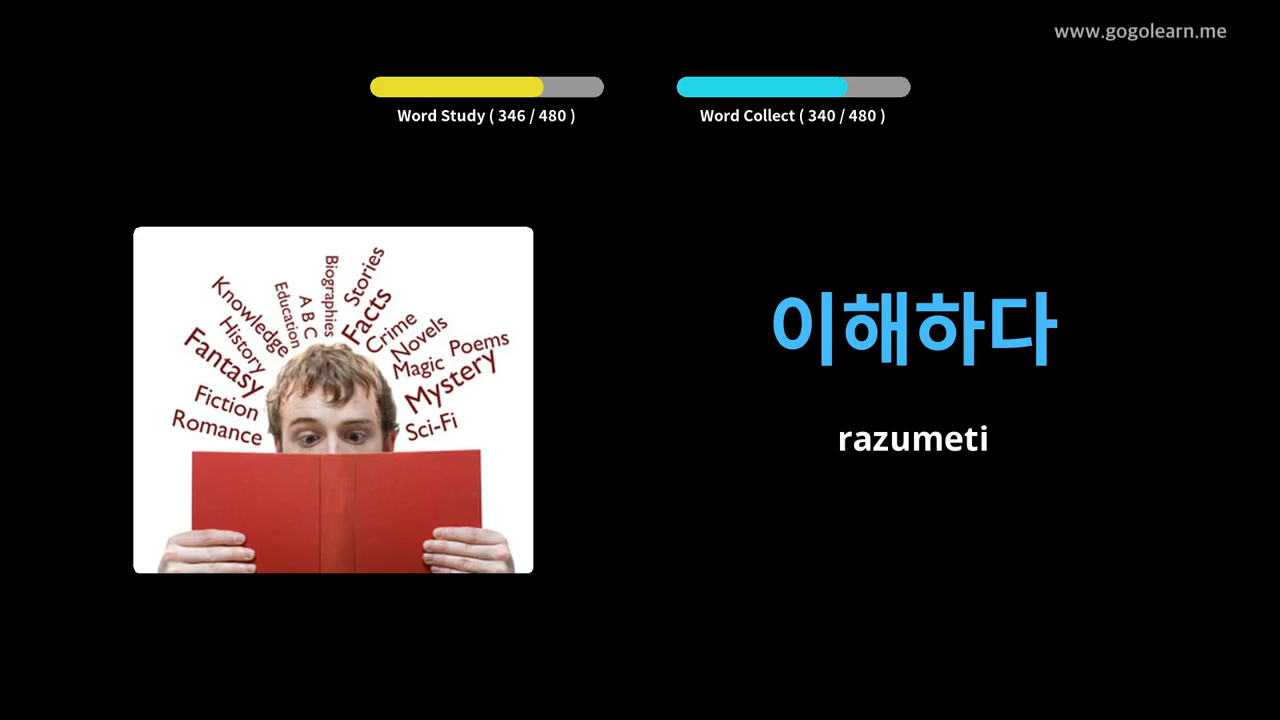 www.gogolearn.me
Word Study ( 346 / 480 )
Word Collect ( 340 / 480 )
Biographies
Stories
Education
A B C
Facts
Knowledge
Crime
History
Novels
Fantasy
Magic
Poems
Mystery
Fiction
Romance
Sci-Fi
이해하다
razumeti